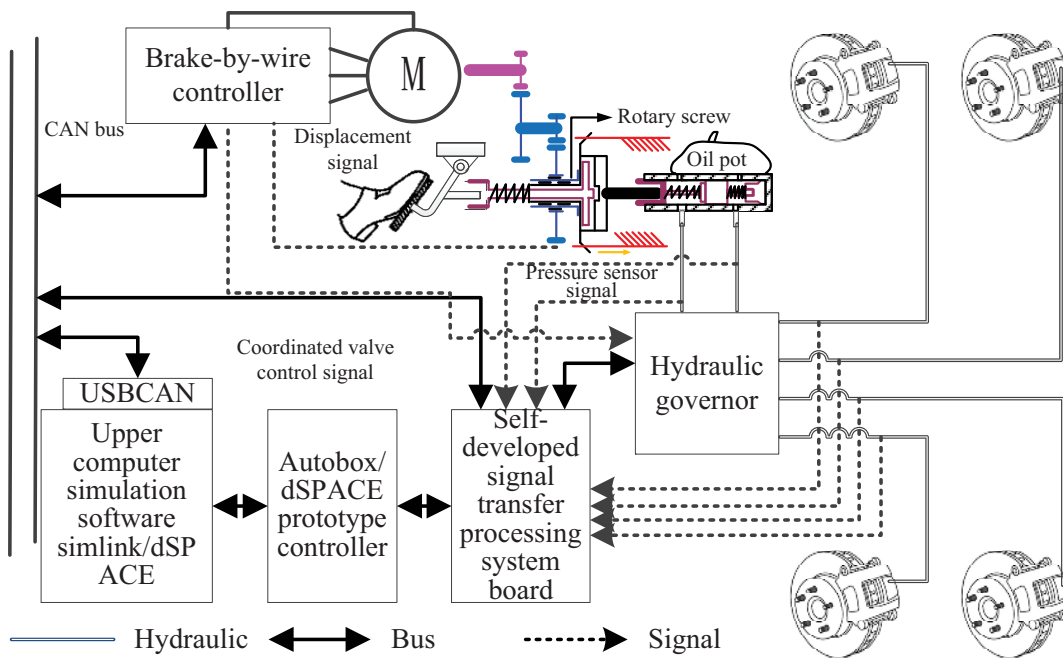 Brake-by-wire
controller
M
CAN bus
Displacement
signal
Rotary screw
Oil pot
Pressure sensor
signal
Coordinated valve
control signal
Hydraulic
governor
USBCAN
Upper
computer
simulation
software
simlink/dSP
ACE
Autobox/
dSPACE
prototype
controller
Self-
developed
signal
transfer
processing
system
board
Hydraulic
Bus
Signal